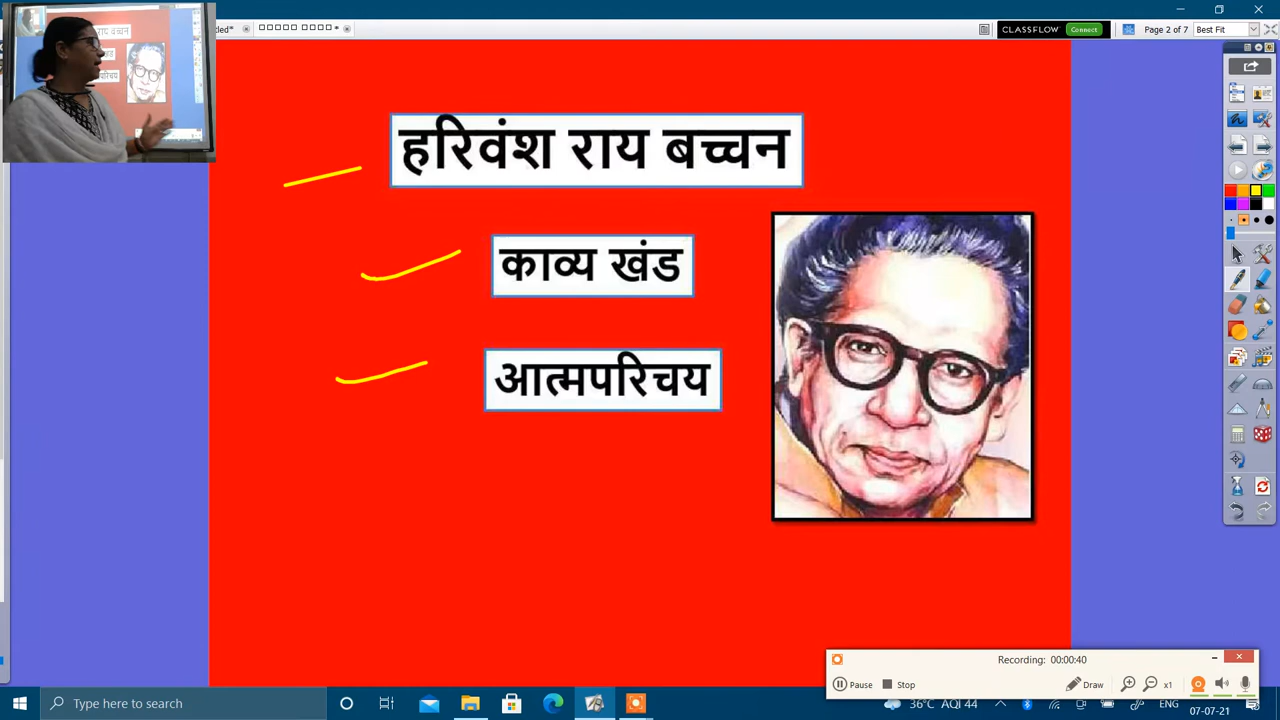 ded* □□□□□ □□□□ *
CLASSFLOW Connect Page 2 of 7 Best Fit
हरिवंश राय बच्चन
काव्य खंड
आत्मपरिचय
Recording: 00:00:40
Pause Stop Draw x1
Type here to search
36°C AQI 44 ENG
07-07-21